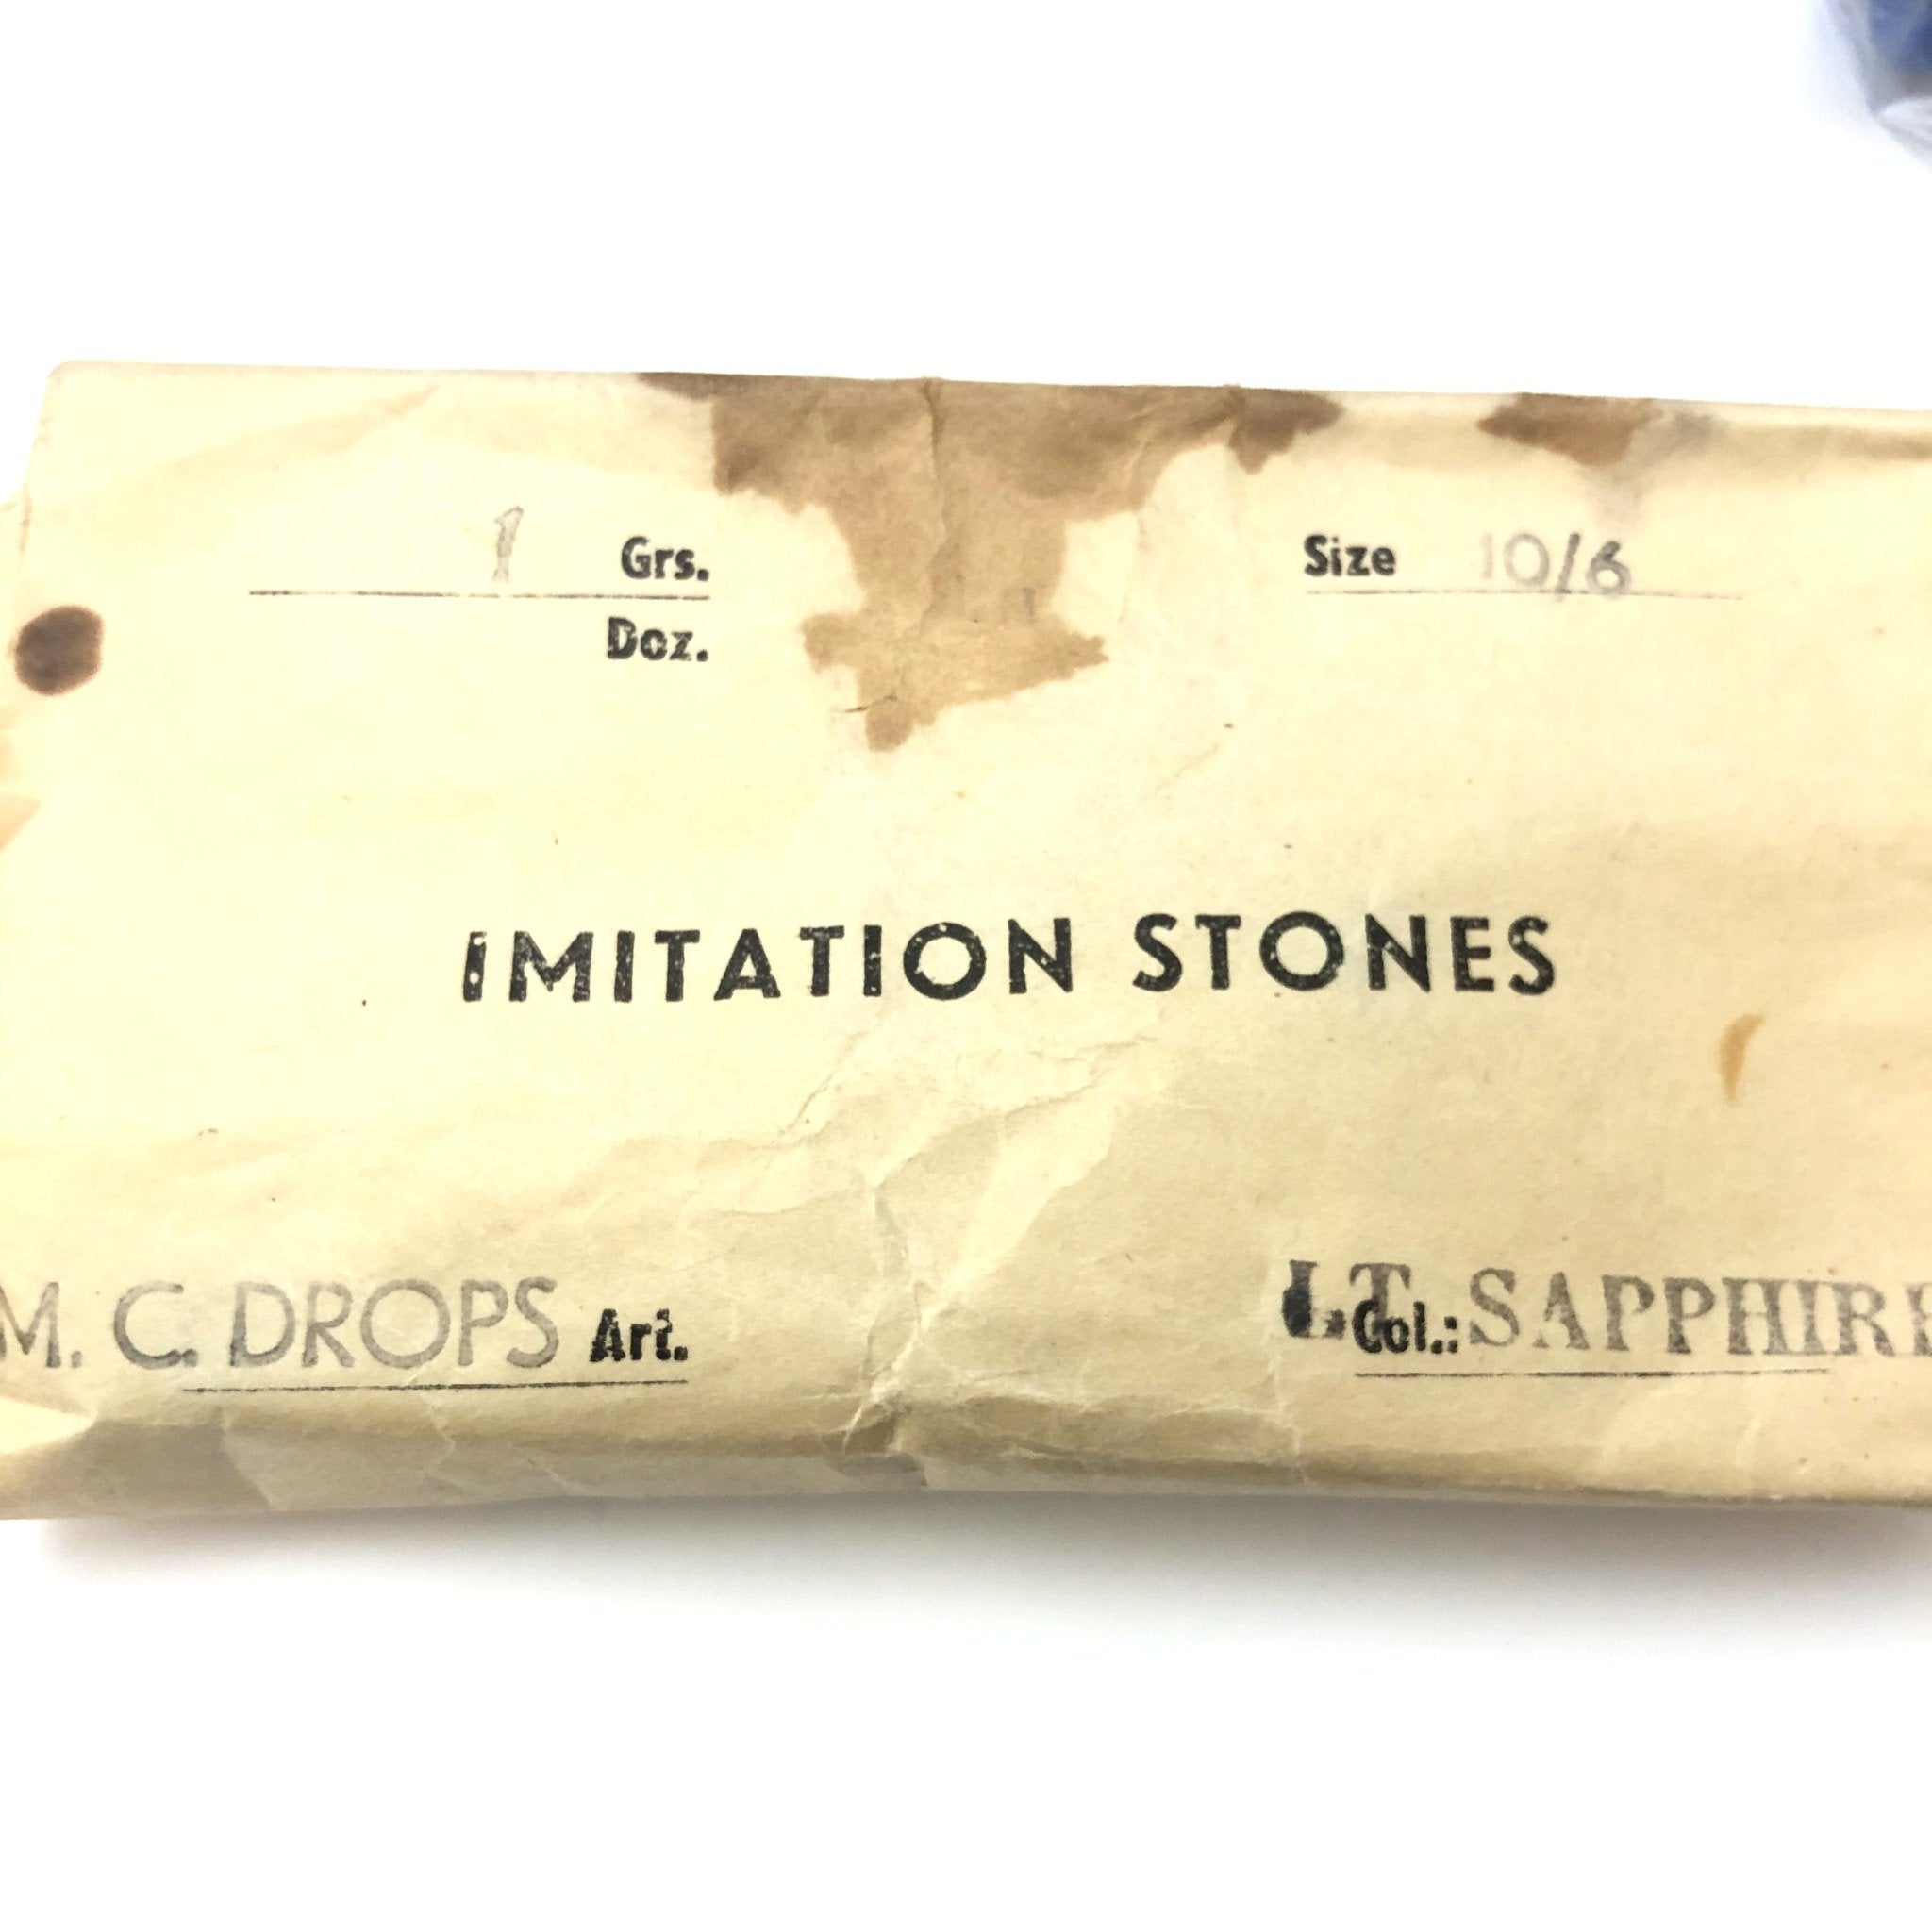 1 Grs. Size 10/6
Doz.
IMITATION STONES
M. C. DROPS Art. LT. Col.: SAPPHIRE